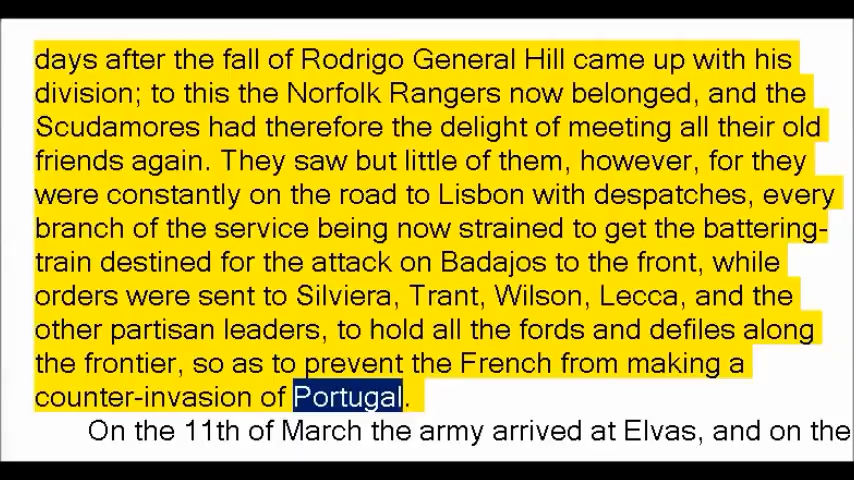 days after the fall of Rodrigo General Hill came up with his
division; to this the Norfolk Rangers now belonged, and the
Scudamores had therefore the delight of meeting all their old
friends again. They saw but little of them, however, for they
were constantly on the road to Lisbon with despatches, every
branch of the service being now strained to get the battering-
train destined for the attack on Badajos to the front, while
orders were sent to Silviera, Trant, Wilson, Lecca, and the
other partisan leaders, to hold all the fords and defiles along
the frontier, so as to prevent the French from making a
counter-invasion of Portugal.
On the 11th of March the army arrived at Elvas, and on the